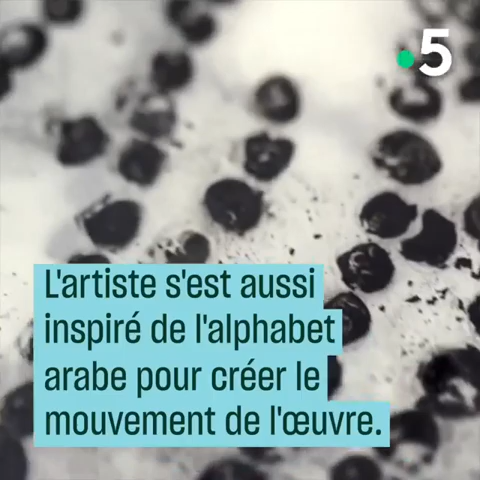 5
L'artiste s'est aussi
inspiré de l'alphabet
arabe pour créer le
mouvement de l'œuvre.